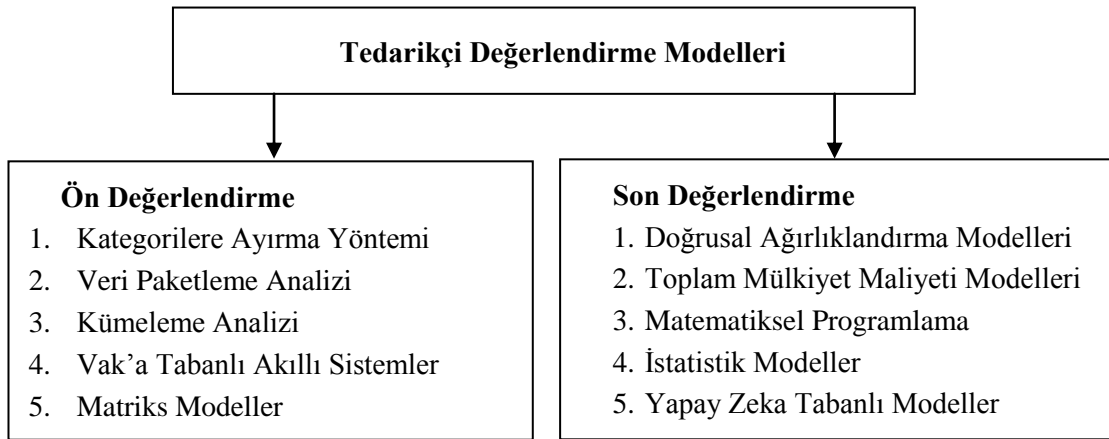 Tedarikçi Değerlendirme Modelleri
Ön Değerlendirme
1. Kategorilere Ayırma Yöntemi
2. Veri Paketleme Analizi
3. Kümeleme Analizi
4. Vak’a Tabanlı Akıllı Sistemler
5. Matriks Modeller
Son Değerlendirme
1. Doğrusal Ağırlıklandırma Modelleri
2. Toplam Mülkiyet Maliyeti Modelleri
3. Matematiksel Programlama
4. İstatistik Modeller
5. Yapay Zeka Tabanlı Modeller